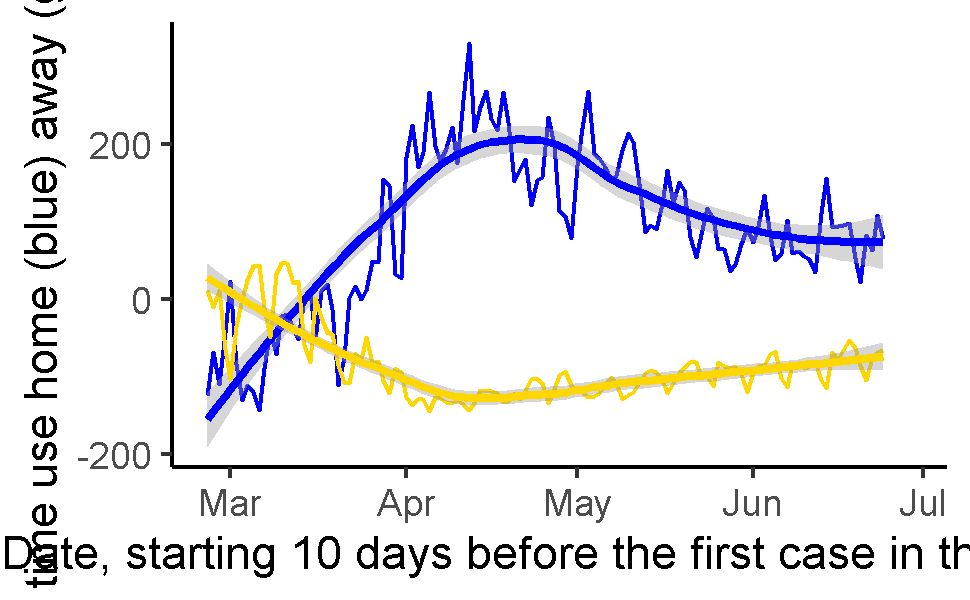 time use home (blue) away (
200
0
-200
Mar Apr May Jun Jul
Date, starting 10 days before the first case in th